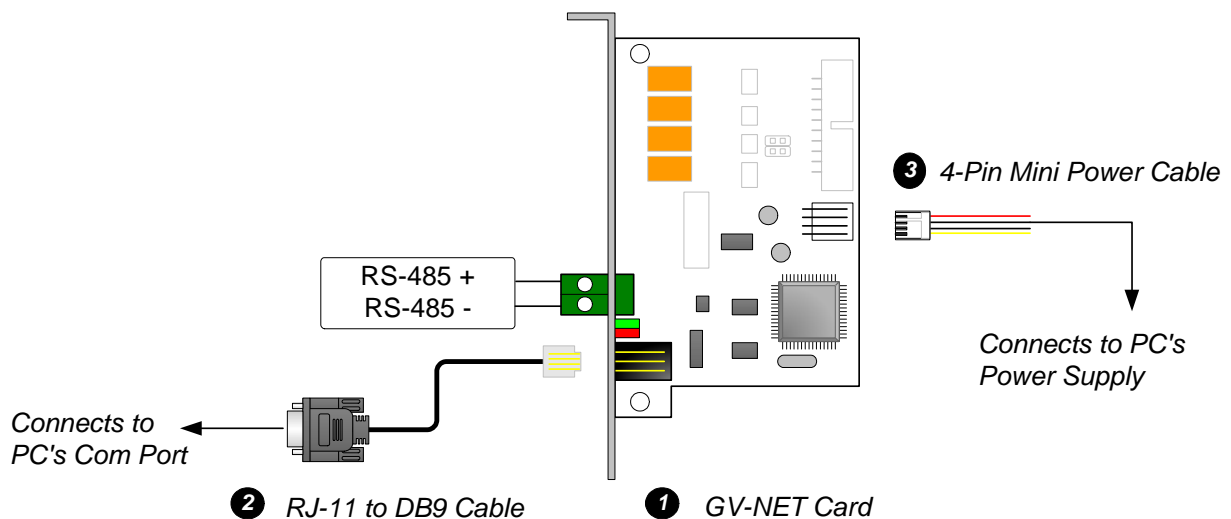 3 4-Pin Mini Power Cable
RS-485 +
RS-485 -
Connects to PC's
Power Supply
Connects to
PC's Com Port
2 RJ-11 to DB9 Cable
1 GV-NET Card